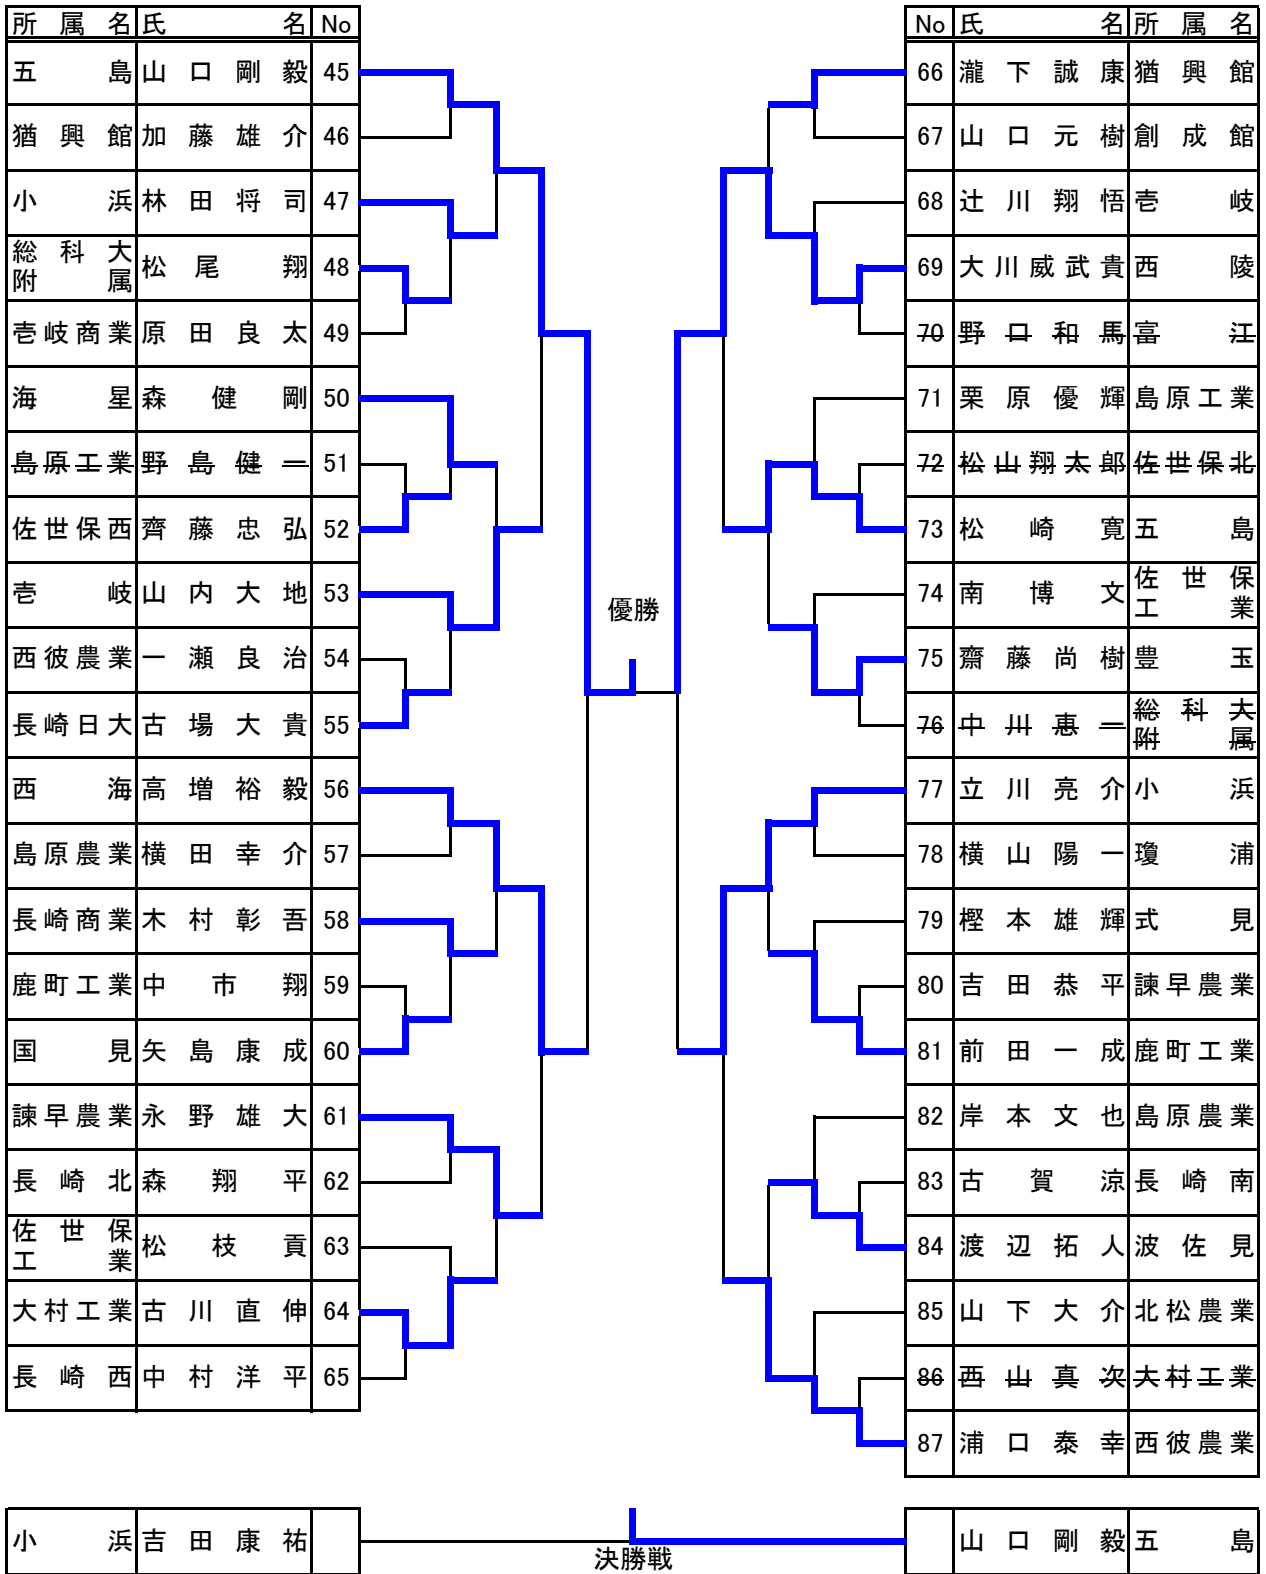 所属名 氏名 No
五島 山口剛毅 45
猶興館 加藤雄介 46
小浜 林田将司 47
総科大附属 松尾翔 48
壱岐商業 原田良太 49
海星 森健剛 50
島原工業 野島健一 51
佐世保西 齊藤忠弘 52
壱岐 山内大地 53
西彼農業 一瀬良治 54
長崎日大 古場大貴 55
西海 高増裕毅 56
島原農業 横田幸介 57
長崎商業 木村彰吾 58
鹿町工業 中市翔 59
国見 矢島康成 60
諫早農業 永野雄大 61
長崎北 森翔平 62
佐世保工業 松枝貢 63
大村工業 古川直伸 64
長崎西 中村洋平 65
優勝
No 氏名 所属名
66 瀧下誠康 猶興館
67 山口元樹 創成館
68 辻川翔悟 壱岐
69 大川威武貴 西陵
70 野口和馬 富江
71 栗原優輝 島原工業
72 松山翔太郎 佐世保北
73 松崎寛 五島
74 南博文 佐世保工業
75 齋藤尚樹 豊玉
76 中川恵一 総科大附属
77 立川亮介 小浜
78 横山陽一 瓊浦
79 樫本雄輝 式見
80 吉田恭平 諫早農業
81 前田一成 鹿町工業
82 岸本文也 島原農業
83 古賀涼 長崎南
84 渡辺拓人 波佐見
85 山下大介 北松農業
86 西山真次 大村工業
87 浦口泰幸 西彼農業
小浜 吉田康祐
決勝戦
山口剛毅 五島